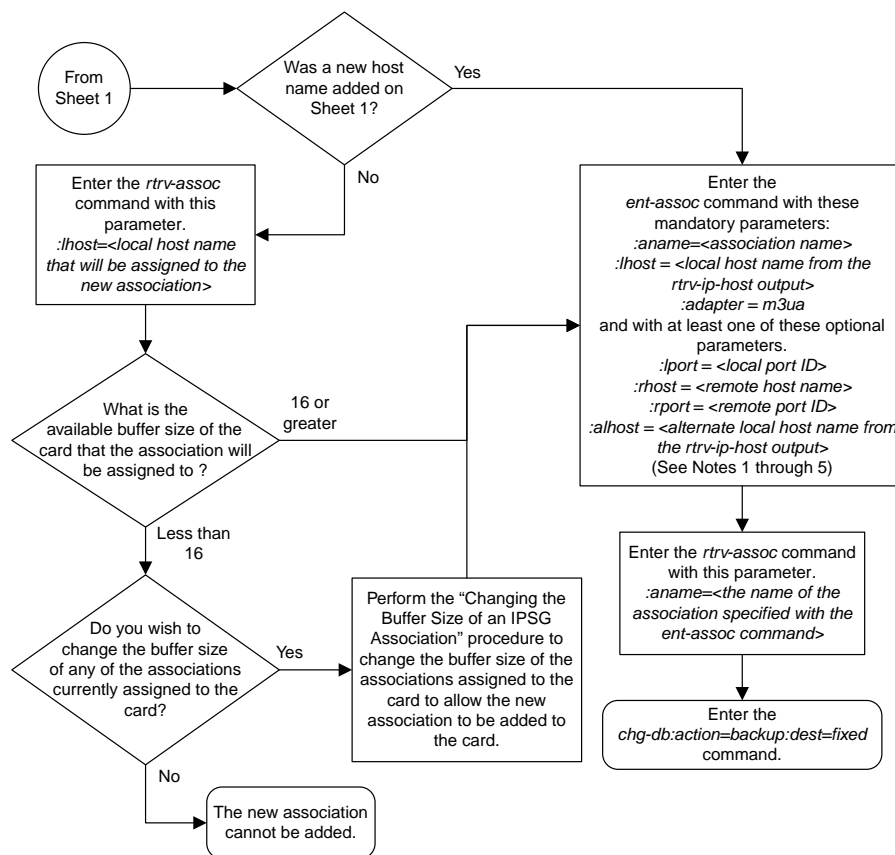 From
Sheet 1
Was a new host
name added on
Sheet 1?
Yes
No
Enter the rtrv-assoc
command with this
parameter.
:lhost=<local host name
that will be assigned to the
new association>
What is the
available buffer size of the
card that the association will
be assigned to ?
16 or
greater
Less than
16
Do you wish to
change the buffer size
of any of the associations
currently assigned to the
card?
Yes
No
Perform the “Changing the
Buffer Size of an IPSG
Association” procedure to
change the buffer size of the
associations assigned to the
card to allow the new
association to be added to
the card.
The new association
cannot be added.
Enter the
ent-assoc command with these
mandatory parameters:
:aname=<association name>
:lhost = <local host name from the
rtrv-ip-host output>
:adapter = m3ua
and with at least one of these optional
parameters.
:lport = <local port ID>
:rhost = <remote host name>
:rport = <remote port ID>
:alhost = <alternate local host name from
the rtrv-ip-host output>
(See Notes 1 through 5)
Enter the rtrv-assoc command
with this parameter.
:aname=<the name of the
association specified with the
ent-assoc command>
Enter the
chg-db:action=backup:dest=fixed
command.